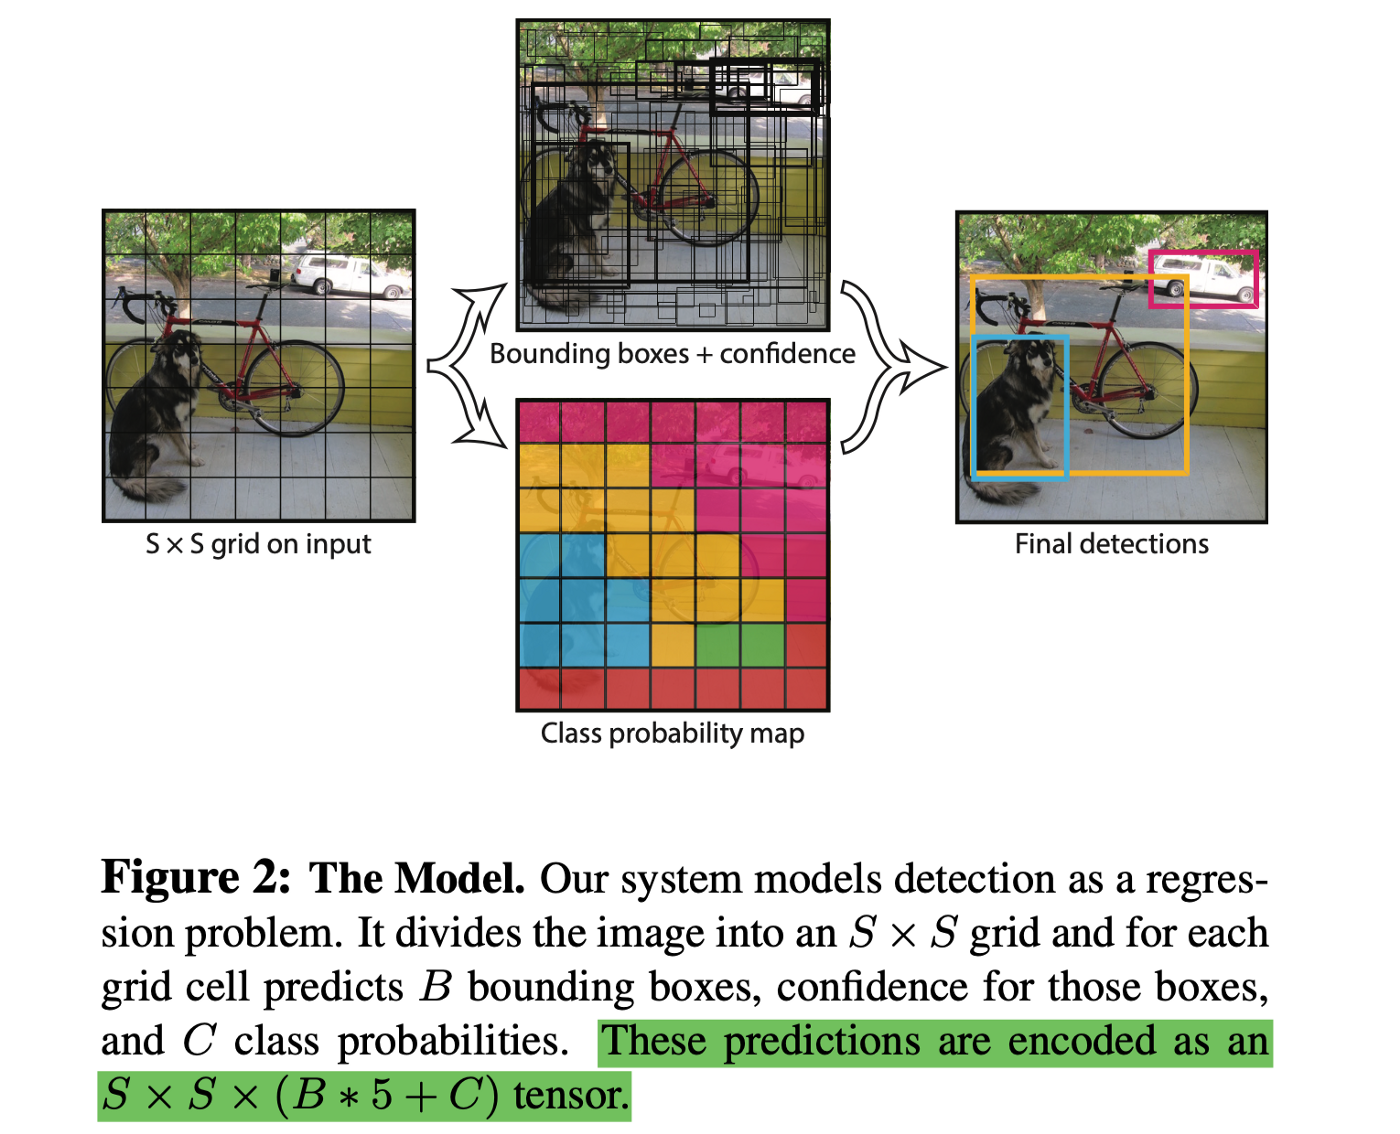 Bounding boxes + confidence
S × S grid on input
Final detections
Class probability map
Figure 2: The Model. Our system models detection as a regres-
sion problem. It divides the image into an S × S grid and for each
grid cell predicts B bounding boxes, confidence for those boxes,
and C class probabilities. These predictions are encoded as an
S × S × (B ∗ 5 + C) tensor.